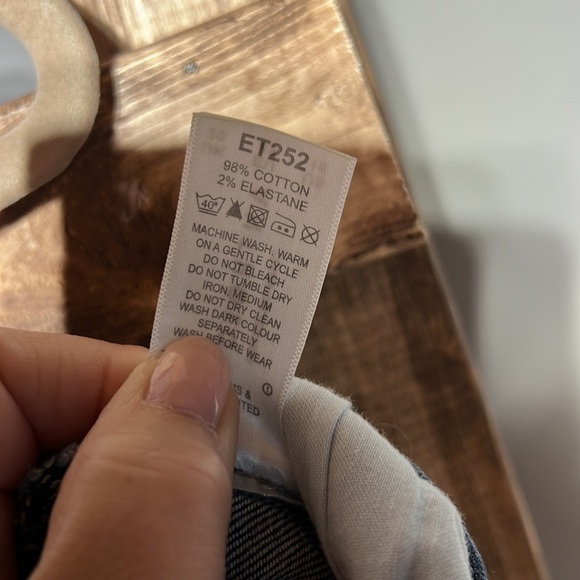 ET252
98% COTTON
2% ELASTANE
40°
MACHINE WASH, WARM
ON A GENTLE CYCLE
DO NOT BLEACH
DO NOT TUMBLE DRY
IRON, MEDIUM
DO NOT DRY CLEAN
WASH DARK COLOUR
SEPARATELY
WASH BEFORE WEAR
1
&